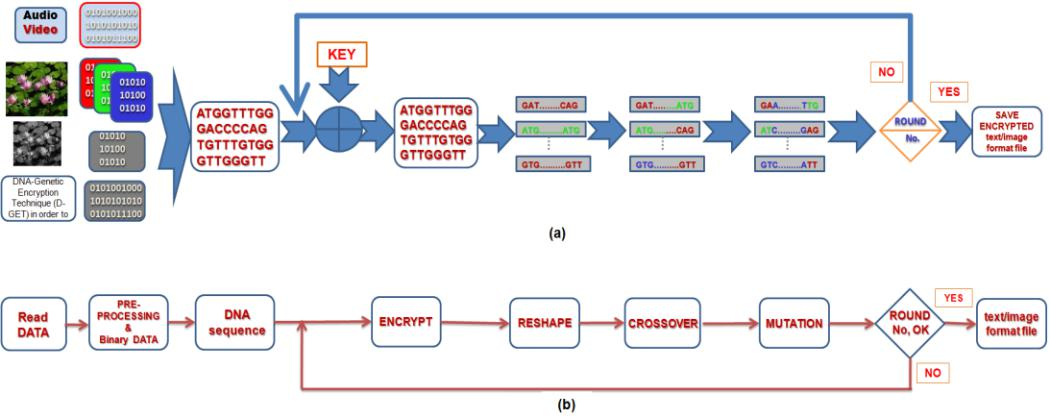 Audio
Video
0101001000
1010101010
0101011100
KEY
NO
YES
01010
10100
01010
ATGGTTTGG
GACCCCAG
TGTTTGTGG
GTTGGGTT
ATGGTTTGG
GACCCCAG
TGTTTGTGG
GTTGGGTT
GAT.......CAG
ATG.......ATG
GTG.........GTT
GAT.......ATG
ATG.......CAG
GTG.........GTT
GAA........TTG
ATC........GAG
GTC........ATT
ROUND
No.
SAVE
ENCRYPTED
text/image
format file
01010
10100
01010
DNA-Genetic
Encryption
Technique (D-
GET) in order to
0101001000
1010101010
0101011100
(a)
Read
DATA
PRE-
PROCESSING
&
Binary DATA
DNA
sequence
ENCRYPT
RESHAPE
CROSSOVER
MUTATION
ROUND
No, OK
YES
NO
text/image
format file
(b)